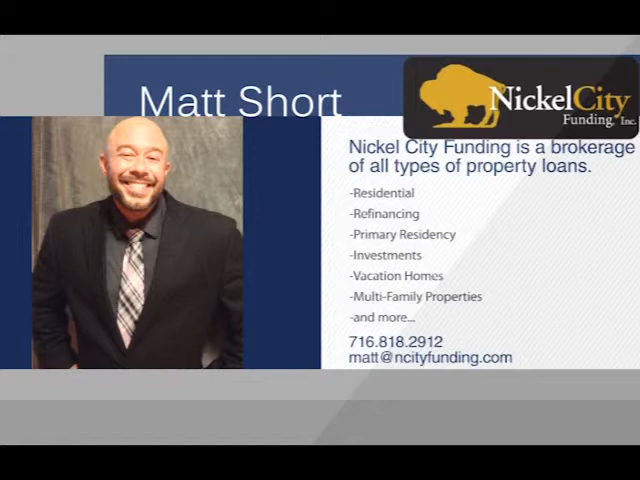 Matt Short
NickelCity
Funding, Inc.
Nickel City Funding is a brokerage
of all types of property loans.
-Residential
-Refinancing
-Primary Residency
-Investments
-Vacation Homes
-Multi-Family Properties
-and more...
716.818.2912
matt@ncityfunding.com